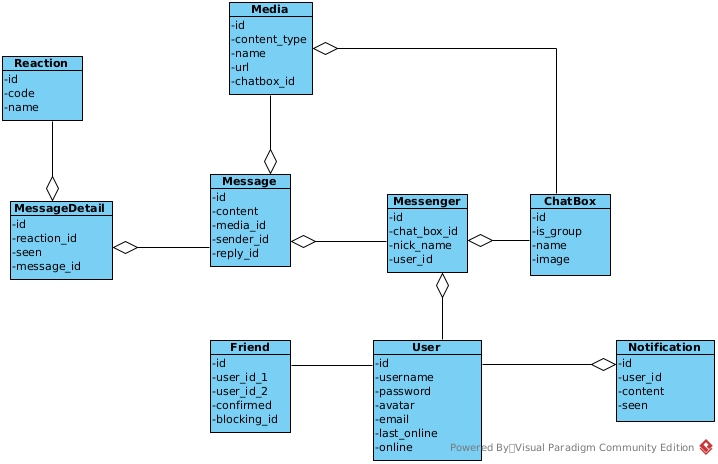 Media
-id
-content_type
-name
-url
-chatbox_id
Reaction
-id
-code
-name
Message
-id
-content
-media_id
-sender_id
-reply_id
Messenger
-id
-chat_box_id
-nick_name
-user_id
ChatBox
-id
-is_group
-name
-image
MessageDetail
-id
-reaction_id
-seen
-message_id
Friend
-id
-user_id_1
-user_id_2
-confirmed
-blocking_id
User
-id
-username
-password
-avatar
-email
-last_online
-online
Notification
-id
-user_id
-content
-seen
Powered By Visual Paradigm Community Edition